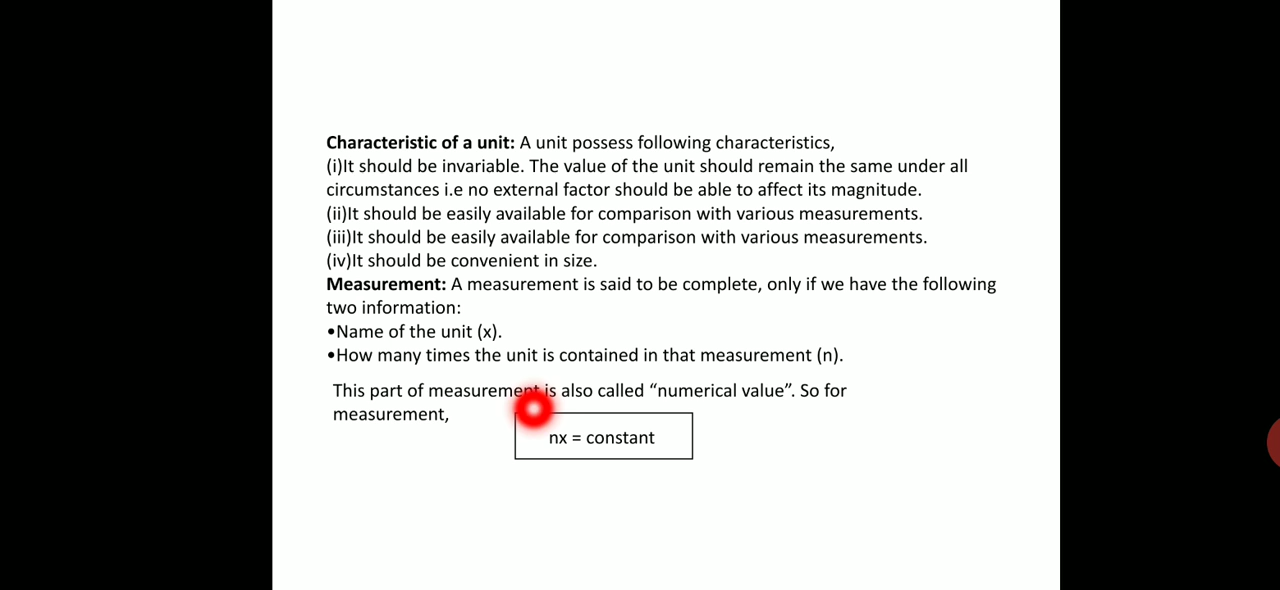 Characteristic of a unit: A unit possess following characteristics,
(i)It should be invariable. The value of the unit should remain the same under all
circumstances i.e no external factor should be able to affect its magnitude.
(ii)It should be easily available for comparison with various measurements.
(iii)It should be easily available for comparison with various measurements.
(iv)It should be convenient in size.
Measurement: A measurement is said to be complete, only if we have the following
two information:
•Name of the unit (x).
•How many times the unit is contained in that measurement (n).
This part of measurement is also called “numerical value”. So for
measurement,
nx = constant